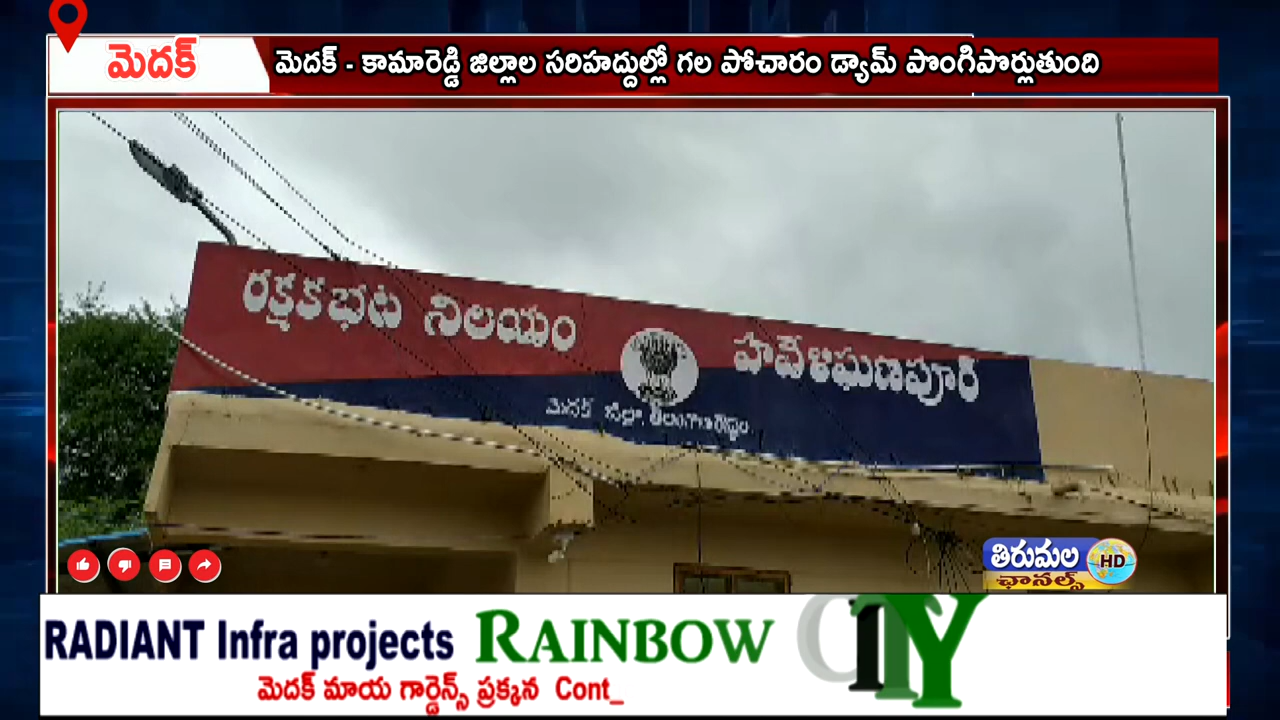 మెదక్
మెదక్ - కామారెడ్డి జిల్లాల సరిహద్దుల్లో గల పోచారం డ్యామ్ పొంగిపొర్లుతుంది
రక్షకభట నిలయం
హవేళిఘణపూర్
మెదక్ జిల్లా, తెలంగాణ రాష్ట్రం.
తిరుమల
ఛానల్స్
HD
RADIANT Infra projects RAINBOW CITY
మెదక్ మాయ గార్డెన్స్ ప్రక్కన Cont_